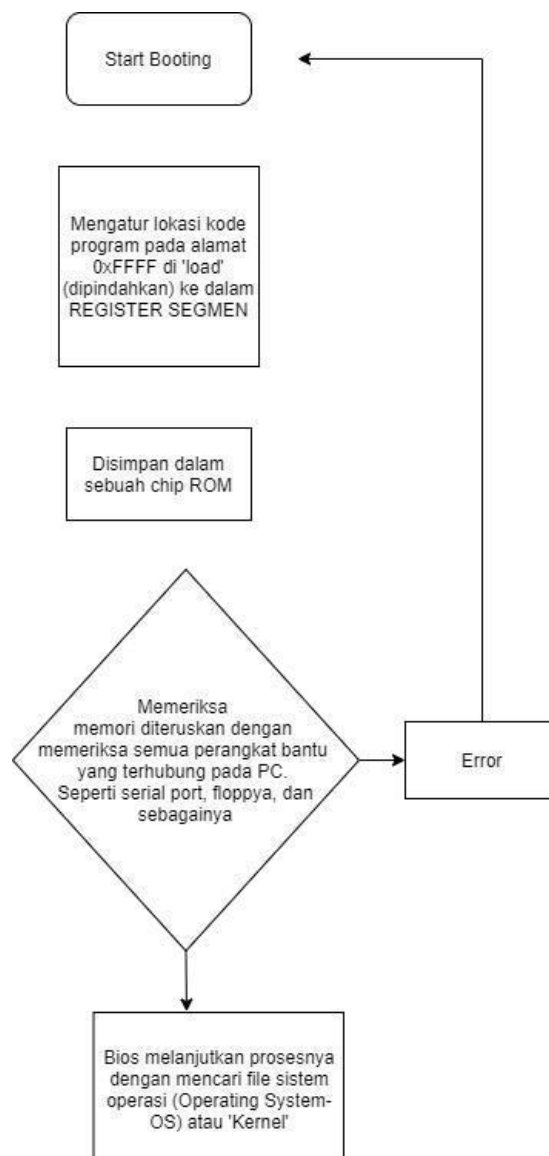 Start Booting
Mengatur lokasi kode
program pada alamat
0xFFFF di 'load'
(dipindahkan) ke dalam
REGISTER SEGMEN
Disimpan dalam
sebuah chip ROM
Memeriksa
memori diteruskan dengan
memeriksa semua perangkat bantu
yang terhubung pada PC.
Seperti serial port, floppya, dan
sebagainya
Error
Bios melanjutkan prosesnya
dengan mencari file sistem
operasi (Operating System-
OS) atau 'Kernel'